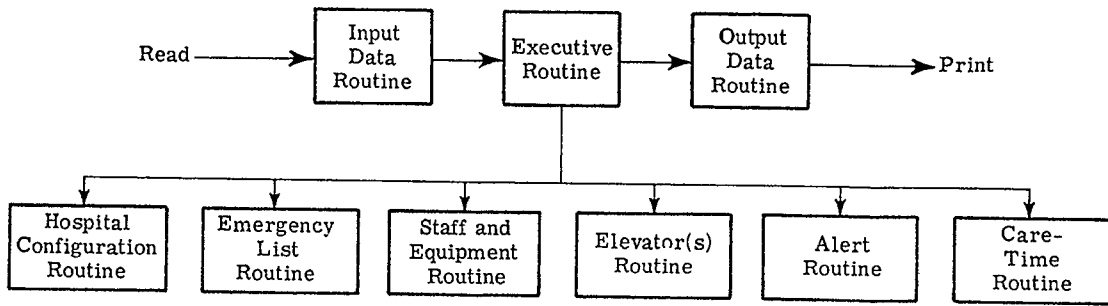 Read
Input
Data
Routine
Executive
Routine
Output
Data
Routine
Print
Hospital
Configuration
Routine
Emergency
List
Routine
Staff and
Equipment
Routine
Elevator(s)
Routine
Alert
Routine
Care-
Time
Routine